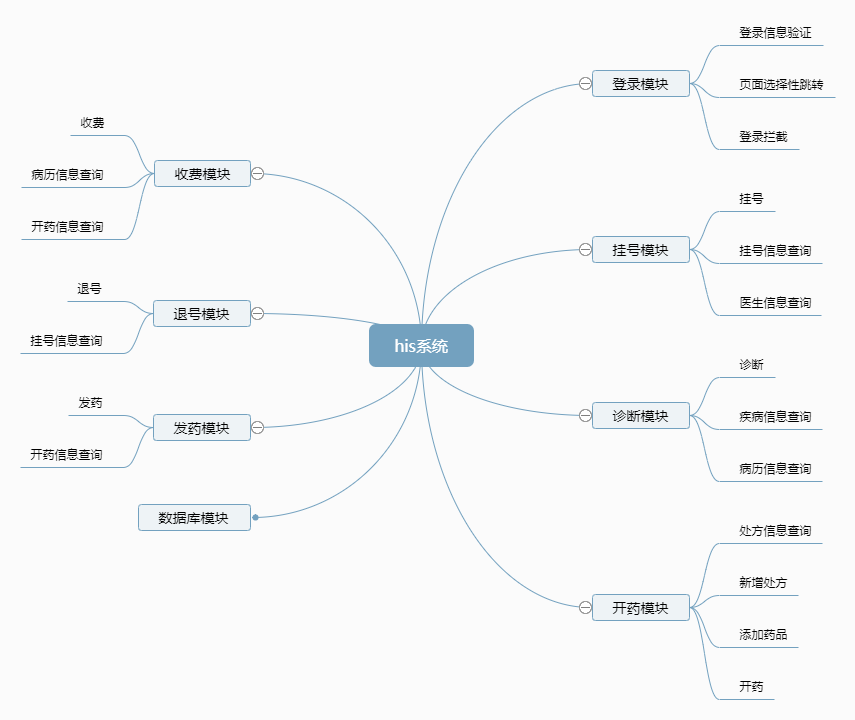 his系统
登录模块
登录信息验证
页面选择性跳转
登录拦截
挂号模块
挂号
挂号信息查询
医生信息查询
诊断模块
诊断
疾病信息查询
病历信息查询
开药模块
处方信息查询
新增处方
添加药品
开药
收费模块
收费
病历信息查询
开药信息查询
退号模块
退号
挂号信息查询
发药模块
发药
开药信息查询
数据库模块